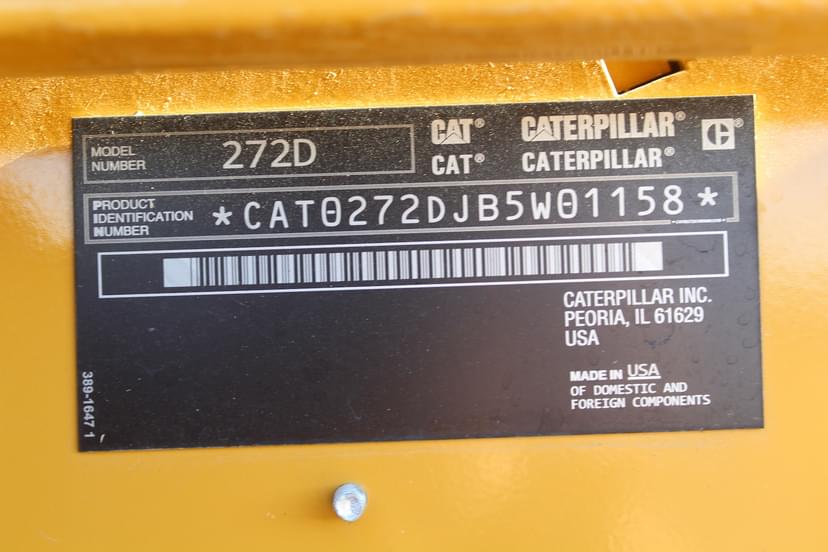 MODEL
NUMBER
272D
CAT® CATERPILLAR®
CAT® CATERPILLAR®
PRODUCT
IDENTIFICATION
NUMBER
*CAT0272DJB5W01158*
CATERPILLAR INC.
PEORIA, IL 61629
USA
MADE IN USA
OF DOMESTIC AND
FOREIGN COMPONENTS
389-1647 1